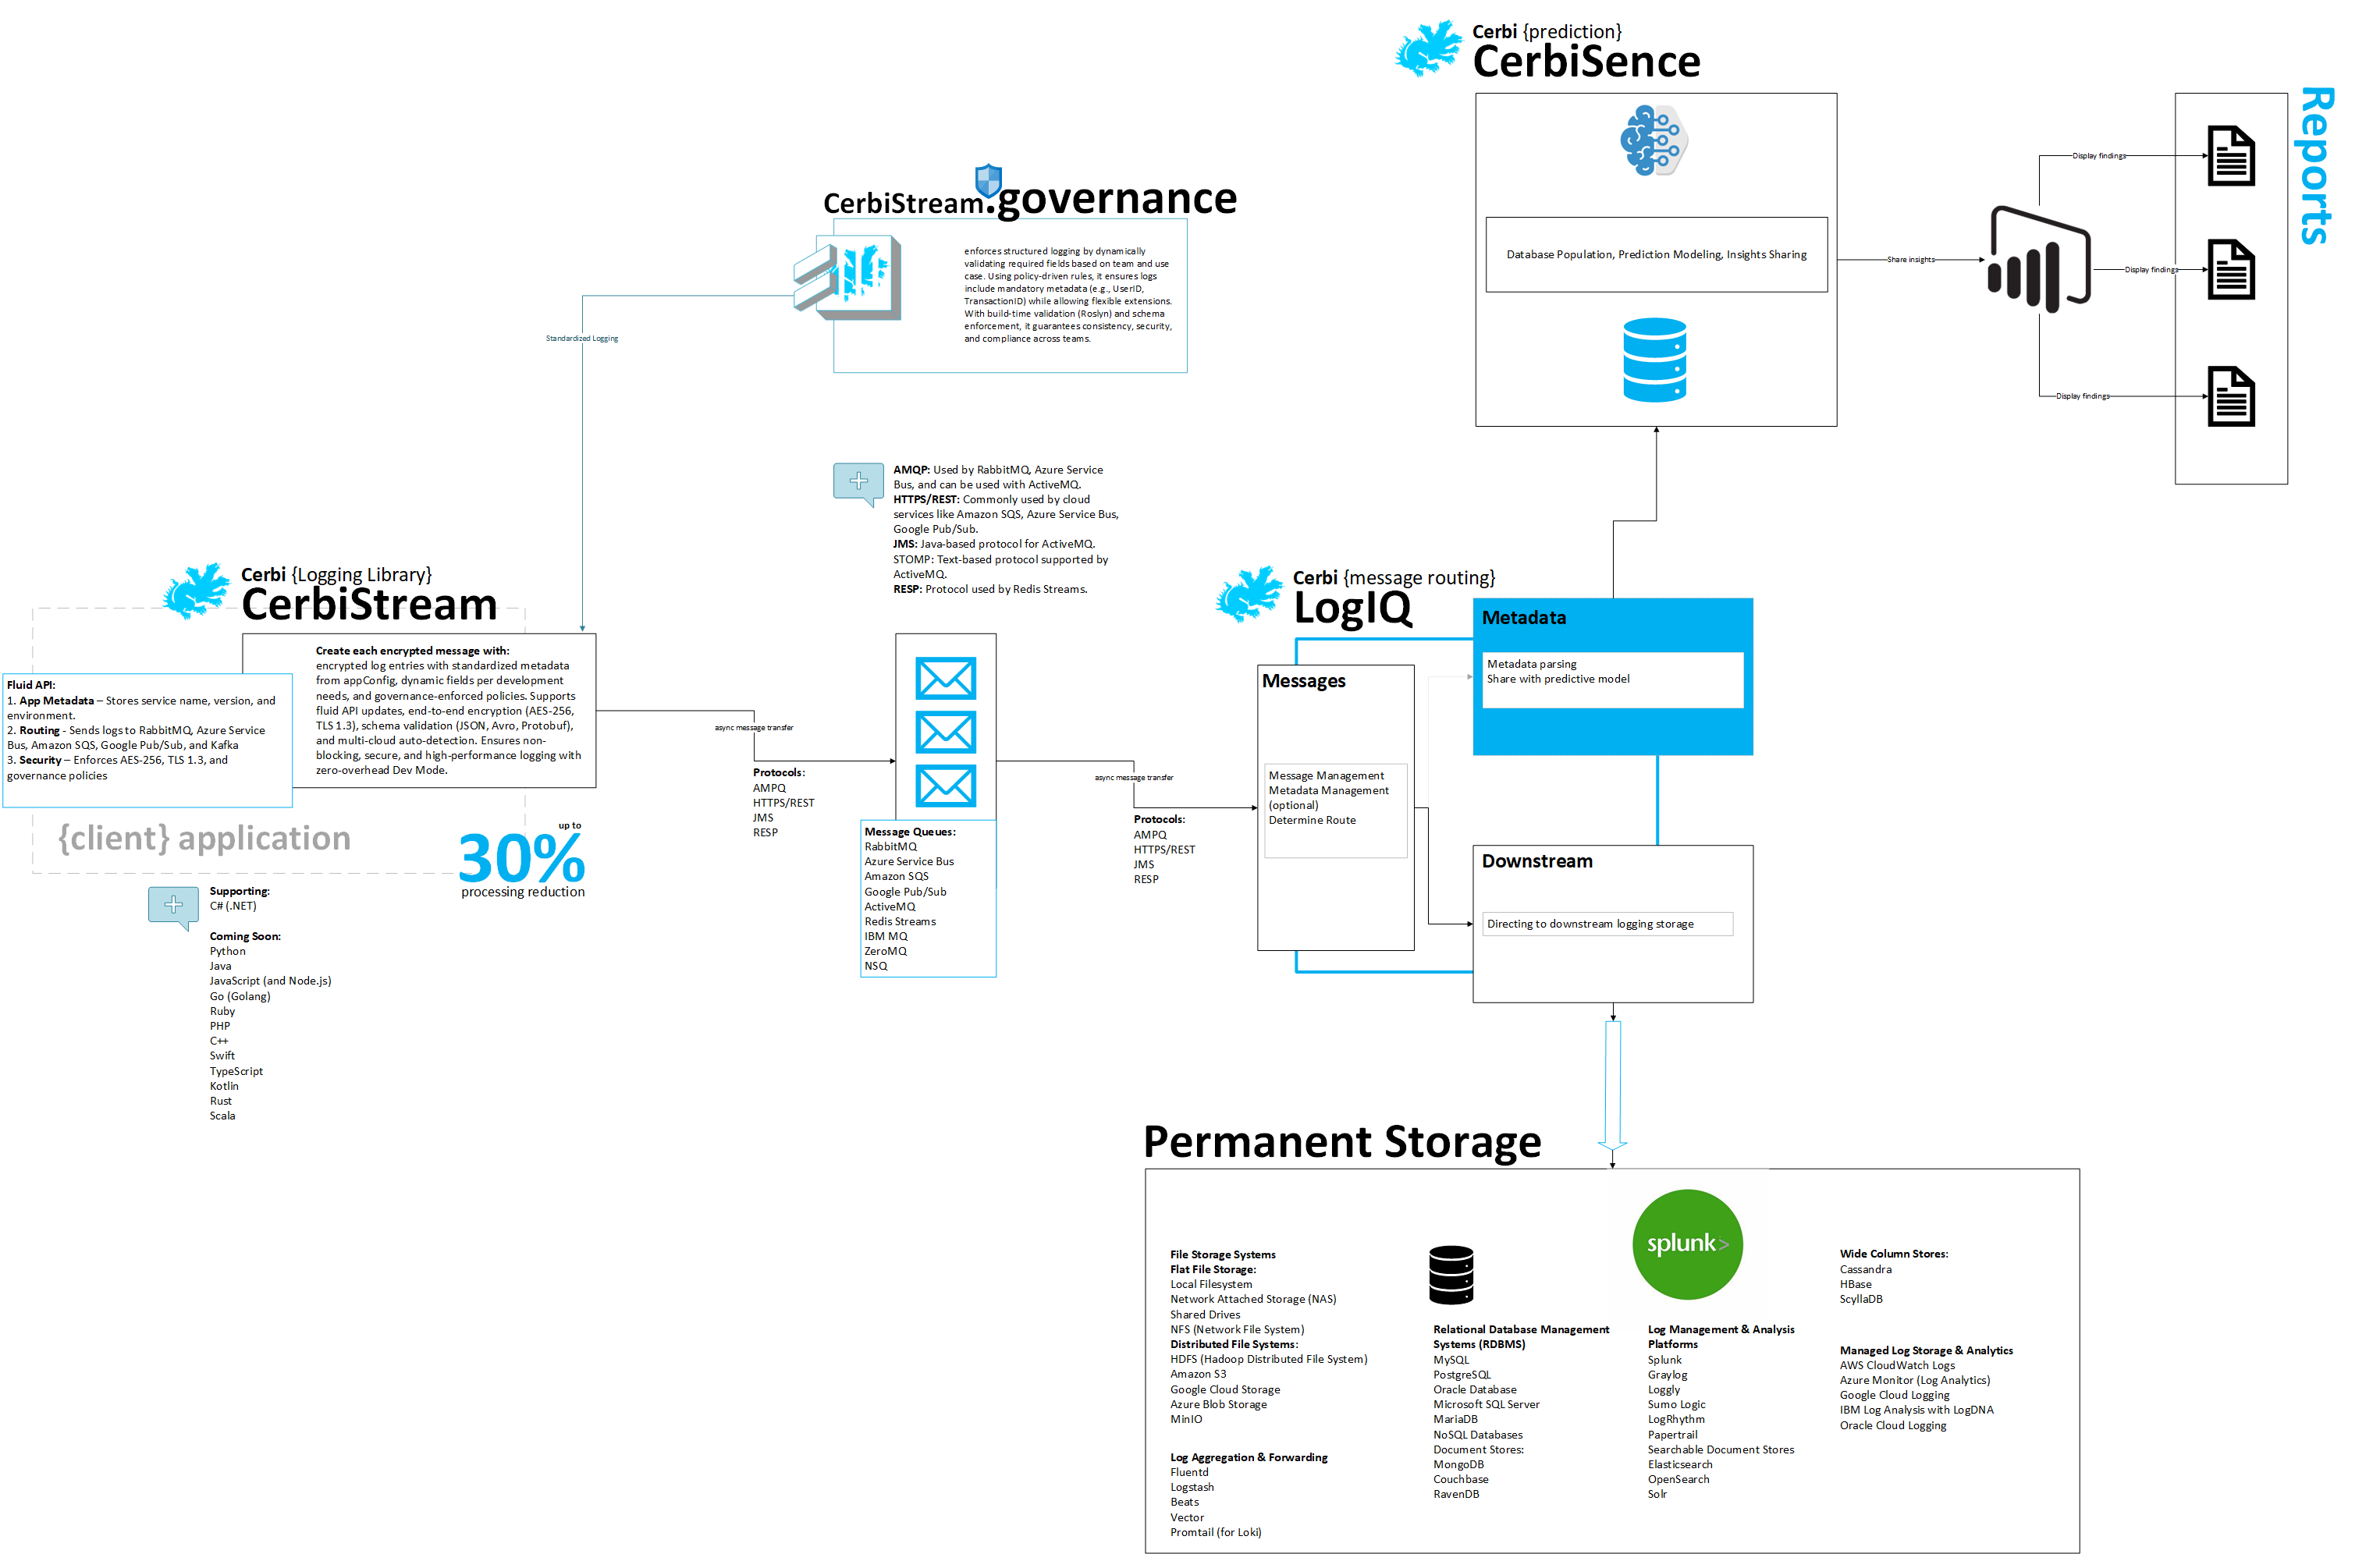 Cerbi {prediction}
CerbiSence
Reports
Database Population, Prediction Modeling, Insights Sharing
Share insights
Display findings
Display findings
Display findings
CerbiStream.governance
enforces structured logging by dynamically
validating required fields based on team and use
case. Using policy-driven rules, it ensures logs
include mandatory metadata (e.g., UserID,
TransactionID) while allowing flexible extensions.
With build-time validation (Roslyn) and schema
enforcement, it guarantees consistency, security,
and compliance across teams.
Standardized Logging
AMQP: Used by RabbitMQ, Azure Service
Bus, and can be used with ActiveMQ.
HTTPS/REST: Commonly used by cloud
services like Amazon SQS, Azure Service Bus,
Google Pub/Sub.
JMS: Java-based protocol for ActiveMQ.
STOMP: Text-based protocol supported by
ActiveMQ.
RESP: Protocol used by Redis Streams.
Cerbi {Logging Library}
CerbiStream
Create each encrypted message with:
encrypted log entries with standardized metadata
from appConfig, dynamic fields per development
needs, and governance-enforced policies. Supports
fluid API updates, end-to-end encryption (AES-256,
TLS 1.3), schema validation (JSON, Avro, Protobuf),
and multi-cloud auto-detection. Ensures non-
blocking, secure, and high-performance logging with
zero-overhead Dev Mode.
Fluid API:
1. App Metadata – Stores service name, version, and
environment.
2. Routing - Sends logs to RabbitMQ, Azure Service
Bus, Amazon SQS, Google Pub/Sub, and Kafka
3. Security – Enforces AES-256, TLS 1.3, and
governance policies
{client} application
up to
30%
processing reduction
Supporting:
C# (.NET)
Coming Soon:
Python
Java
JavaScript (and Node.js)
Go (Golang)
Ruby
PHP
C++
Swift
TypeScript
Kotlin
Rust
Scala
async message transfer
Protocols:
AMPQ
HTTPS/REST
JMS
RESP
Message Queues:
RabbitMQ
Azure Service Bus
Amazon SQS
Google Pub/Sub
ActiveMQ
Redis Streams
IBM MQ
ZeroMQ
NSQ
async message transfer
Protocols:
AMPQ
HTTPS/REST
JMS
RESP
Cerbi {message routing}
LogIQ
Messages
Message Management
Metadata Management
(optional)
Determine Route
Metadata
Metadata parsing
Share with predictive model
Downstream
Directing to downstream logging storage
Permanent Storage
File Storage Systems
Flat File Storage:
Local Filesystem
Network Attached Storage (NAS)
Shared Drives
NFS (Network File System)
Distributed File Systems:
HDFS (Hadoop Distributed File System)
Amazon S3
Google Cloud Storage
Azure Blob Storage
MinIO
Log Aggregation & Forwarding
Fluentd
Logstash
Beats
Vector
Promtail (for Loki)
Relational Database Management
Systems (RDBMS)
MySQL
PostgreSQL
Oracle Database
Microsoft SQL Server
MariaDB
NoSQL Databases
Document Stores:
MongoDB
Couchbase
RavenDB
splunk>
Log Management & Analysis
Platforms
Splunk
Graylog
Loggly
Sumo Logic
LogRhythm
Papertrail
Searchable Document Stores
Elasticsearch
OpenSearch
Solr
Wide Column Stores:
Cassandra
HBase
ScyllaDB
Managed Log Storage & Analytics
AWS CloudWatch Logs
Azure Monitor (Log Analytics)
Google Cloud Logging
IBM Log Analysis with LogDNA
Oracle Cloud Logging